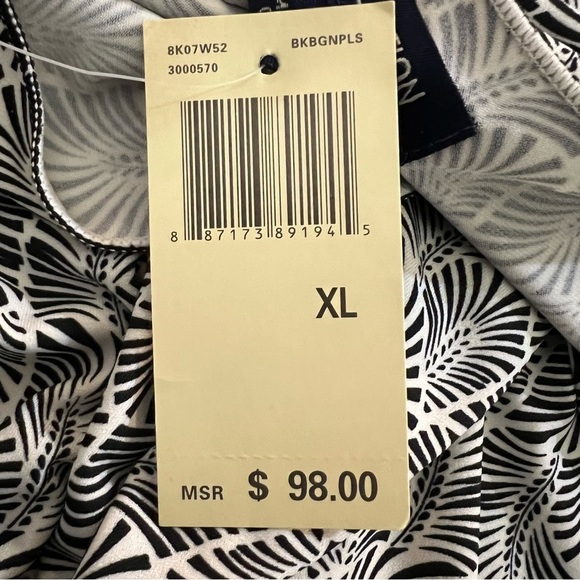 8K07W52 BKBGNPLS
3000570
8 87173 89194 5
XL
MSR $ 98.00